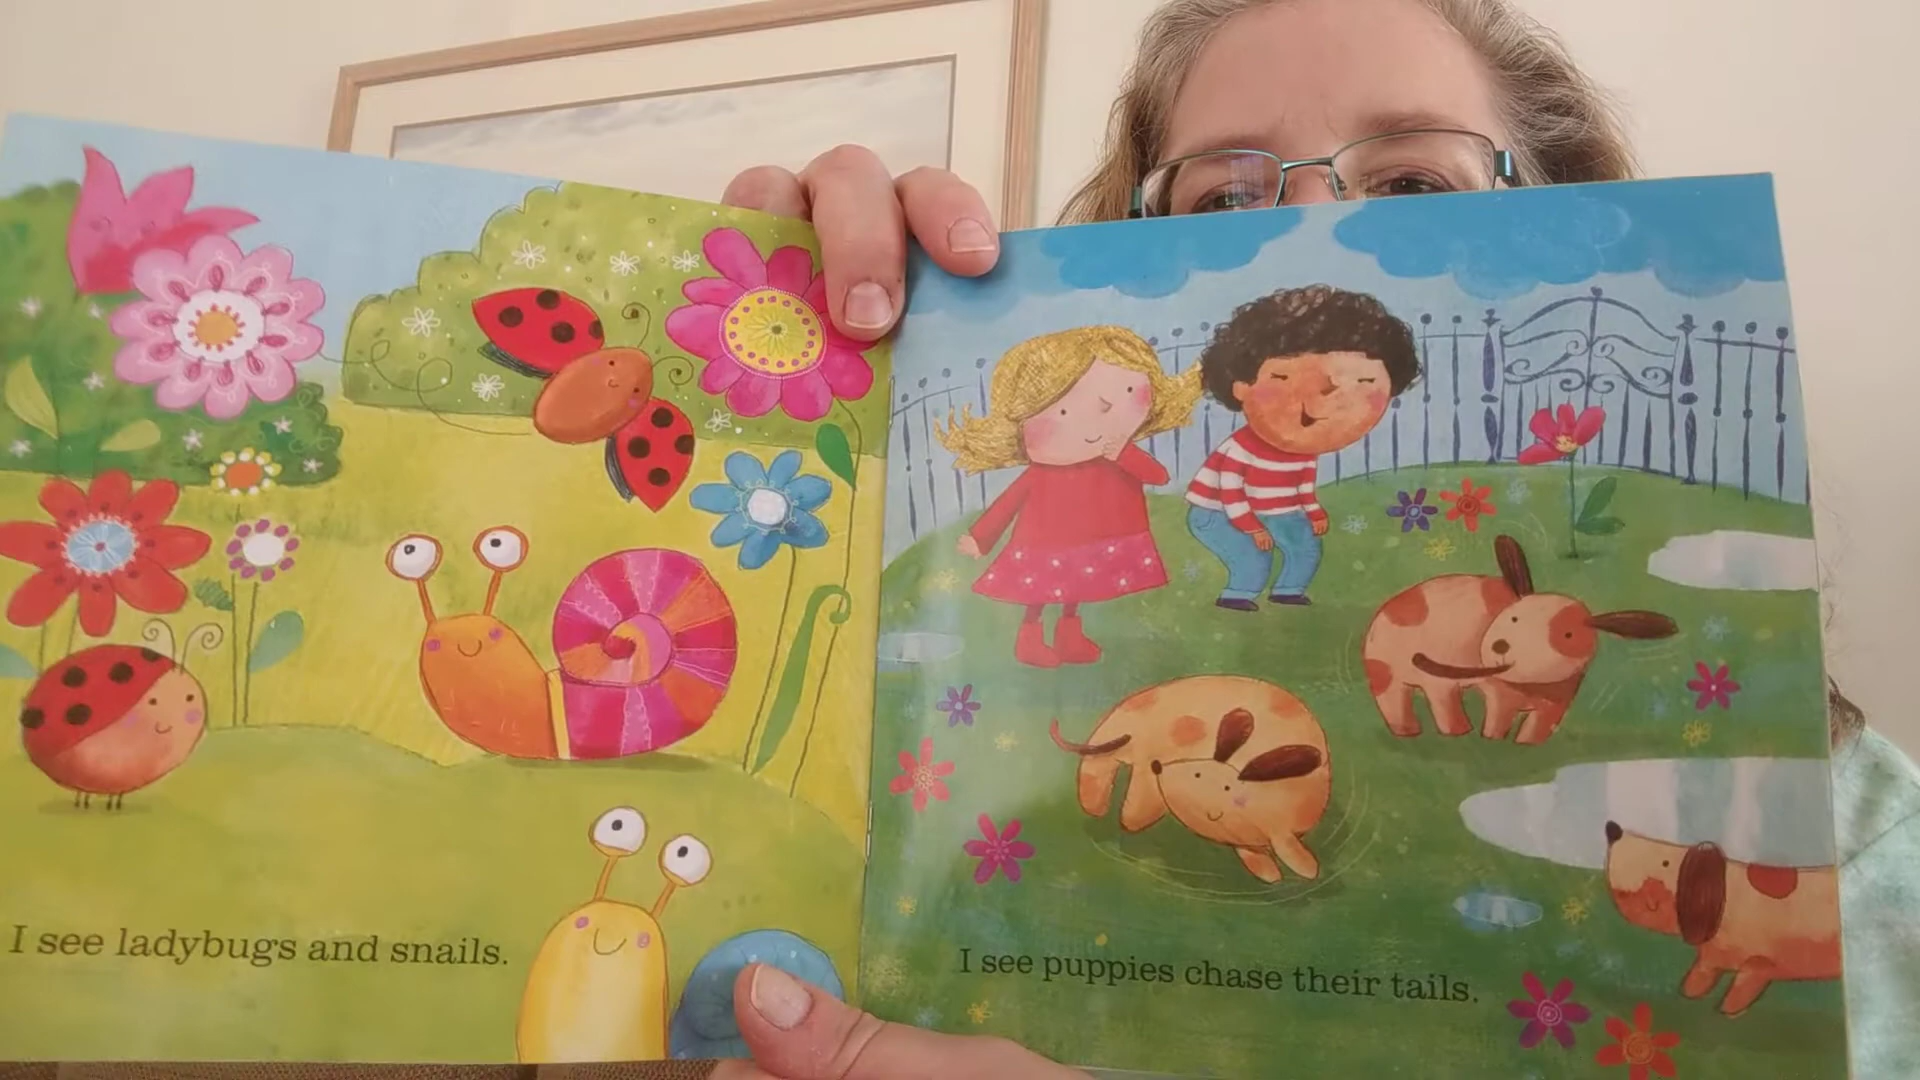 I see ladybugs and snails.
I see puppies chase their tails.